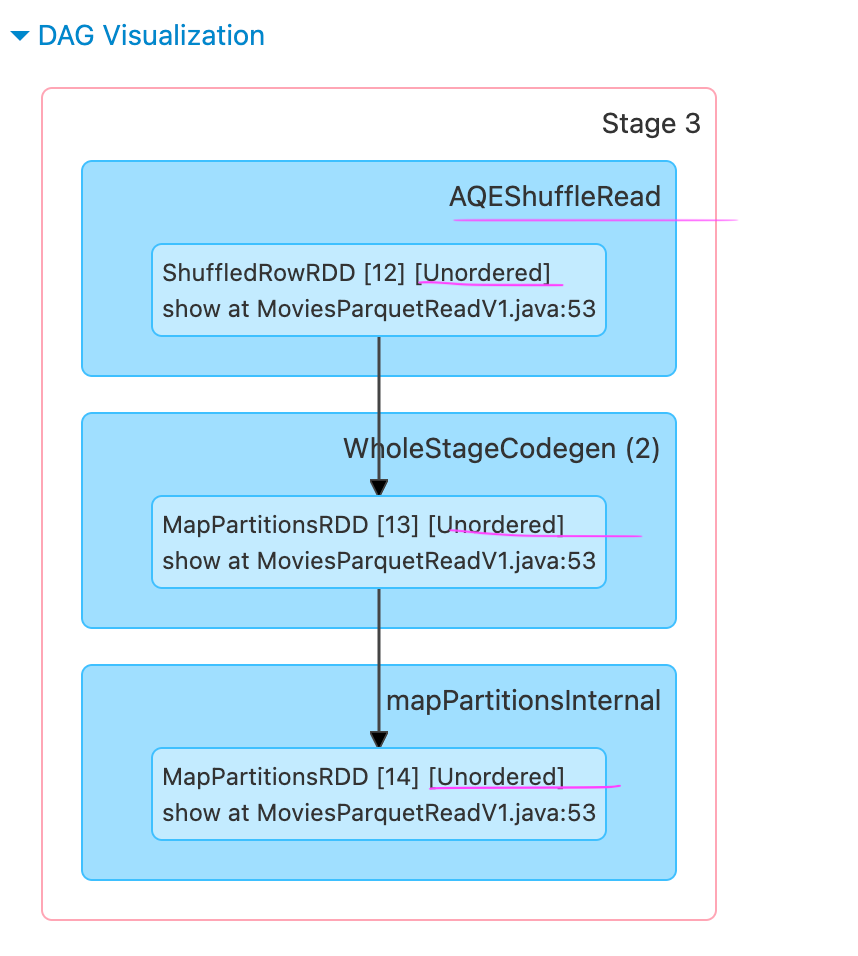 DAG Visualization
Stage 3
AQEShuffleRead
ShuffledRowRDD [12] [Unordered]
show at MoviesParquetReadV1.java:53
WholeStageCodegen (2)
MapPartitionsRDD [13] [Unordered]
show at MoviesParquetReadV1.java:53
mapPartitionsInternal
MapPartitionsRDD [14] [Unordered]
show at MoviesParquetReadV1.java:53